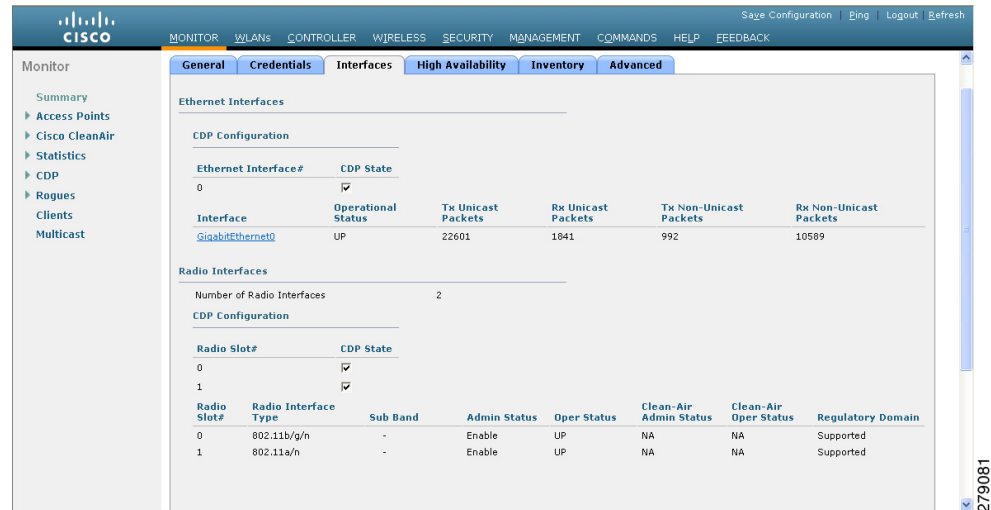 Save Configuration | Ping | Logout | Refresh
CISCO
MONITOR WLANs CONTROLLER WIRELESS SECURITY MANAGEMENT COMMANDS HELP FEEDBACK
Monitor
Summary
Access Points
Cisco CleanAir
Statistics
CDP
Rogues
Clients
Multicast
General Credentials Interfaces High Availability Inventory Advanced
Ethernet Interfaces
CDP Configuration
Ethernet Interface# CDP State
0
Interface Operational Status Tx Unicast Packets Rx Unicast Packets Tx Non-Unicast Packets Rx Non-Unicast Packets
GigabitEthernet0 UP 22601 1841 992 10589
Radio Interfaces
Number of Radio Interfaces 2
CDP Configuration
Radio Slot# CDP State
0
1
Radio Slot# Radio Interface Type Sub Band Admin Status Oper Status Clean-Air Admin Status Clean-Air Oper Status Regulatory Domain
0 802.11b/g/n - Enable UP NA NA Supported
1 802.11a/n - Enable UP NA NA Supported
279081